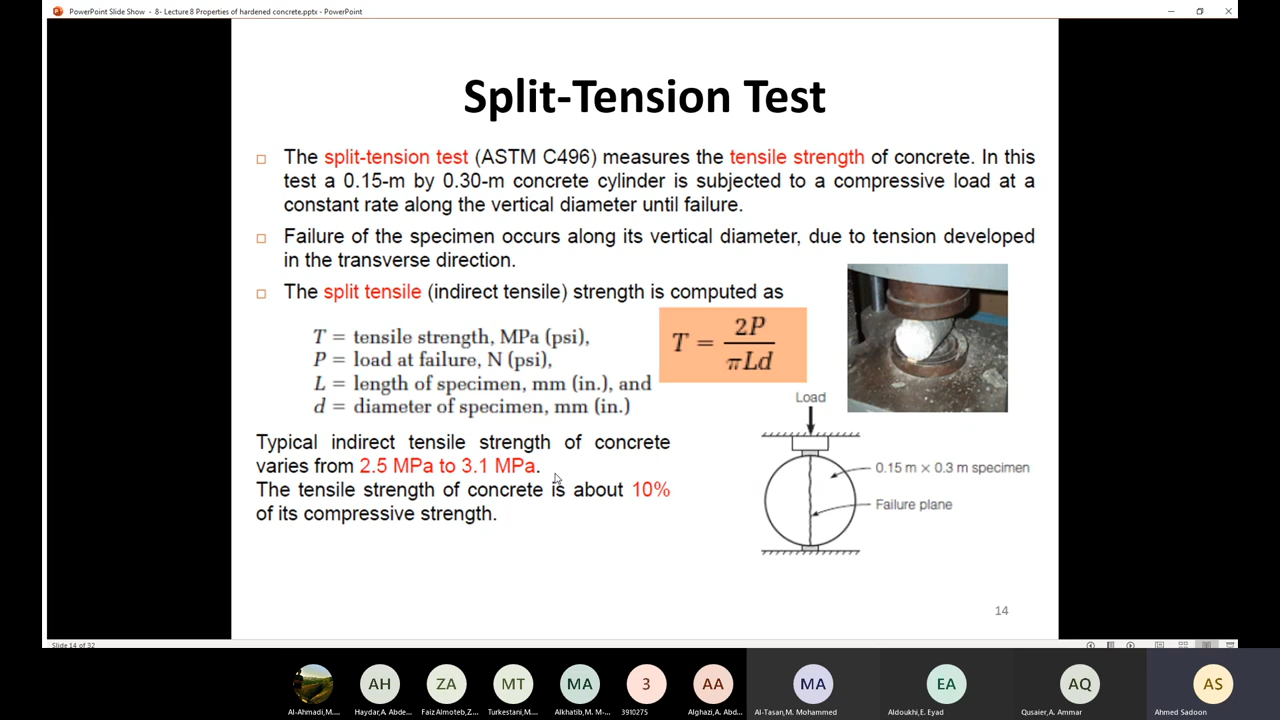 PowerPoint Slide Show - 8- Lecture 8 Properties of hardened concrete.pptx - PowerPoint
Split-Tension Test
The split-tension test (ASTM C496) measures the tensile strength of concrete. In this
test a 0.15-m by 0.30-m concrete cylinder is subjected to a compressive load at a
constant rate along the vertical diameter until failure.
Failure of the specimen occurs along its vertical diameter, due to tension developed
in the transverse direction.
The split tensile (indirect tensile) strength is computed as
T = tensile strength, MPa (psi),
P = load at failure, N (psi),
L = length of specimen, mm (in.), and
d = diameter of specimen, mm (in.)
T = 2P / πLd
Typical indirect tensile strength of concrete
varies from 2.5 MPa to 3.1 MPa.
The tensile strength of concrete is about 10%
of its compressive strength.
Load
0.15 m × 0.3 m specimen
Failure plane
14
Slide 14 of 32
AH
ZA
MT
MA
3
AA
MA
EA
AQ
AS
Al-Ahmadi,M....
Haydar,A. Abde...
FaizAlmoteb,Z...
Turkestani,M...
Alkhatib,M. M-...
3910275
Alghazi,A. Abd...
Al-Tasan,M. Mohammed
Aldoukhi,E. Eyad
Qusaier,A. Ammar
Ahmed Sadoon